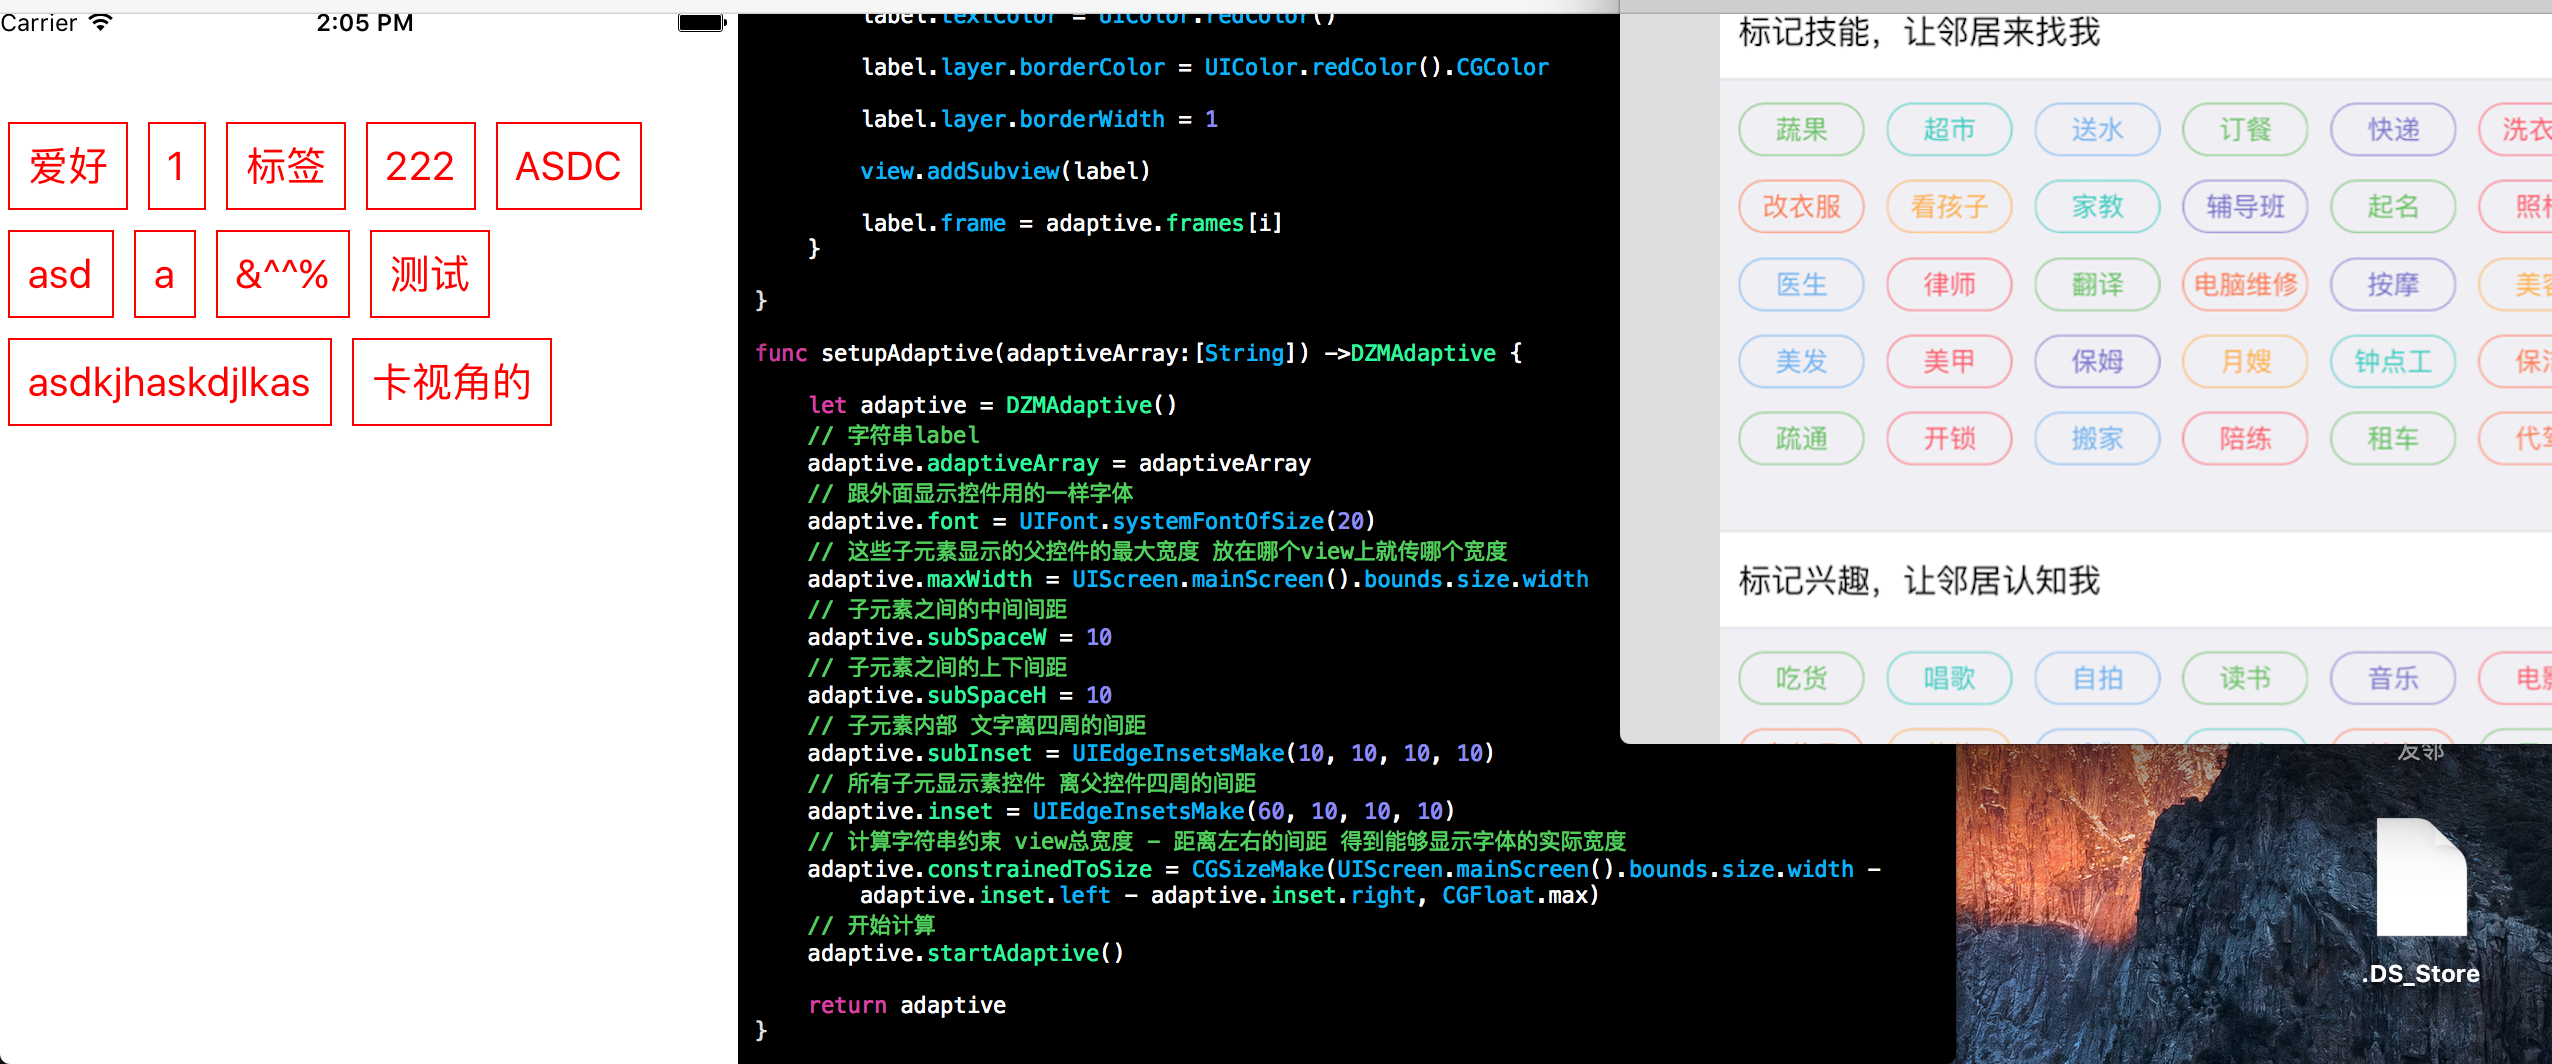 Carrier
2:05 PM
爱好
1
标签
222
ASDC
asd
a
&^^%
测试
asdkjhaskdjlkas
卡视角的
label.textColor = UIColor.redColor()
label.layer.borderColor = UIColor.redColor().CGColor
label.layer.borderWidth = 1
view.addSubview(label)
label.frame = adaptive.frames[i]
}
}
func setupAdaptive(adaptiveArray:[String]) ->DZMAdaptive {
let adaptive = DZMAdaptive()
// 字符串label
adaptive.adaptiveArray = adaptiveArray
// 跟外面显示控件用的一样字体
adaptive.font = UIFont.systemFontOfSize(20)
// 这些子元素显示的父控件的最大宽度 放在哪个view上就传哪个宽度
adaptive.maxWidth = UIScreen.mainScreen().bounds.size.width
// 子元素之间的中间间距
adaptive.subSpaceW = 10
// 子元素之间的上下间距
adaptive.subSpaceH = 10
// 子元素内部 文字离四周的间距
adaptive.subInset = UIEdgeInsetsMake(10, 10, 10, 10)
// 所有子元显示素控件 离父控件四周的间距
adaptive.inset = UIEdgeInsetsMake(60, 10, 10, 10)
// 计算字符串约束 view总宽度 - 距离左右的间距 得到能够显示字体的实际宽度
adaptive.constrainedToSize = CGSizeMake(UIScreen.mainScreen().bounds.size.width -
adaptive.inset.left - adaptive.inset.right, CGFloat.max)
// 开始计算
adaptive.startAdaptive()
return adaptive
}
标记技能，让邻居来找我
蔬果
超市
送水
订餐
快递
洗衣
改衣服
看孩子
家教
辅导班
起名
照
医生
律师
翻译
电脑维修
按摩
美
美发
美甲
保姆
月嫂
钟点工
保
疏通
开锁
搬家
陪练
租车
代
标记兴趣，让邻居认知我
吃货
唱歌
自拍
读书
音乐
电
友邻
.DS_Store